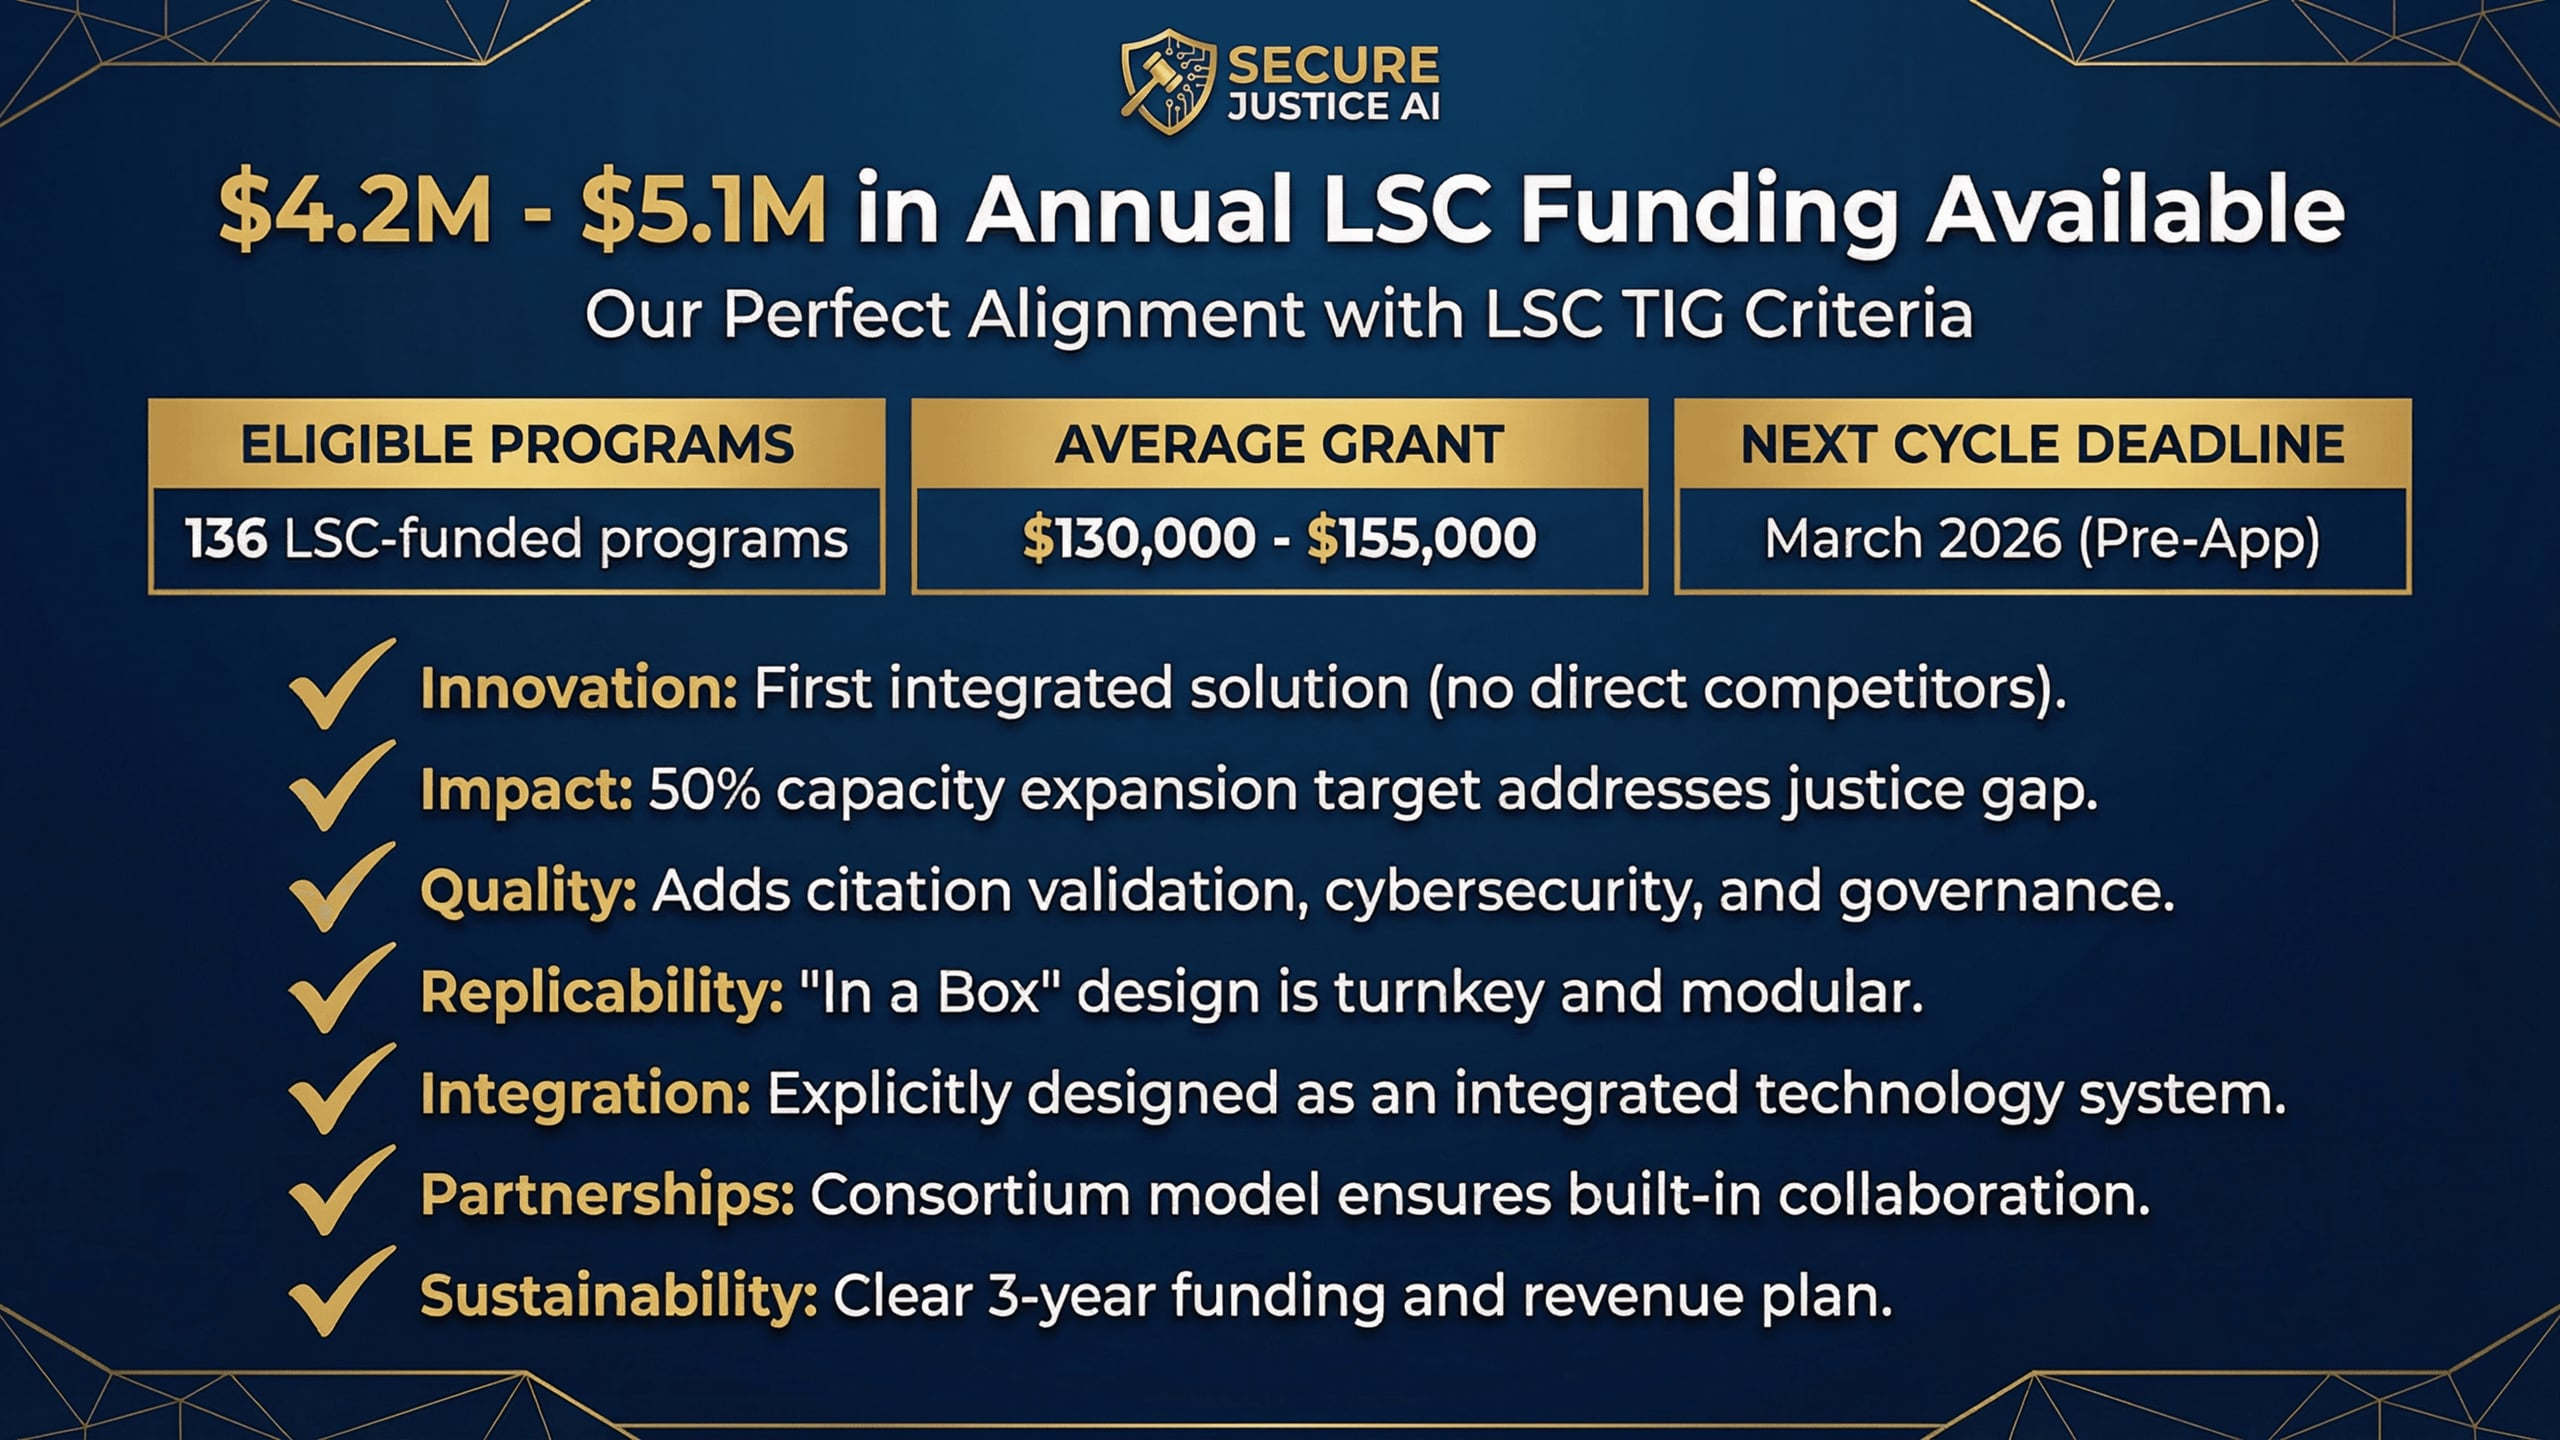 SECURE
JUSTICE AI
$4.2M - $5.1M in Annual LSC Funding Available
Our Perfect Alignment with LSC TIG Criteria
ELIGIBLE PROGRAMS
136 LSC-funded programs
AVERAGE GRANT
$130,000 - $155,000
NEXT CYCLE DEADLINE
March 2026 (Pre-App)
Innovation: First integrated solution (no direct competitors).
Impact: 50% capacity expansion target addresses justice gap.
Quality: Adds citation validation, cybersecurity, and governance.
Replicability: "In a Box" design is turnkey and modular.
Integration: Explicitly designed as an integrated technology system.
Partnerships: Consortium model ensures built-in collaboration.
Sustainability: Clear 3-year funding and revenue plan.